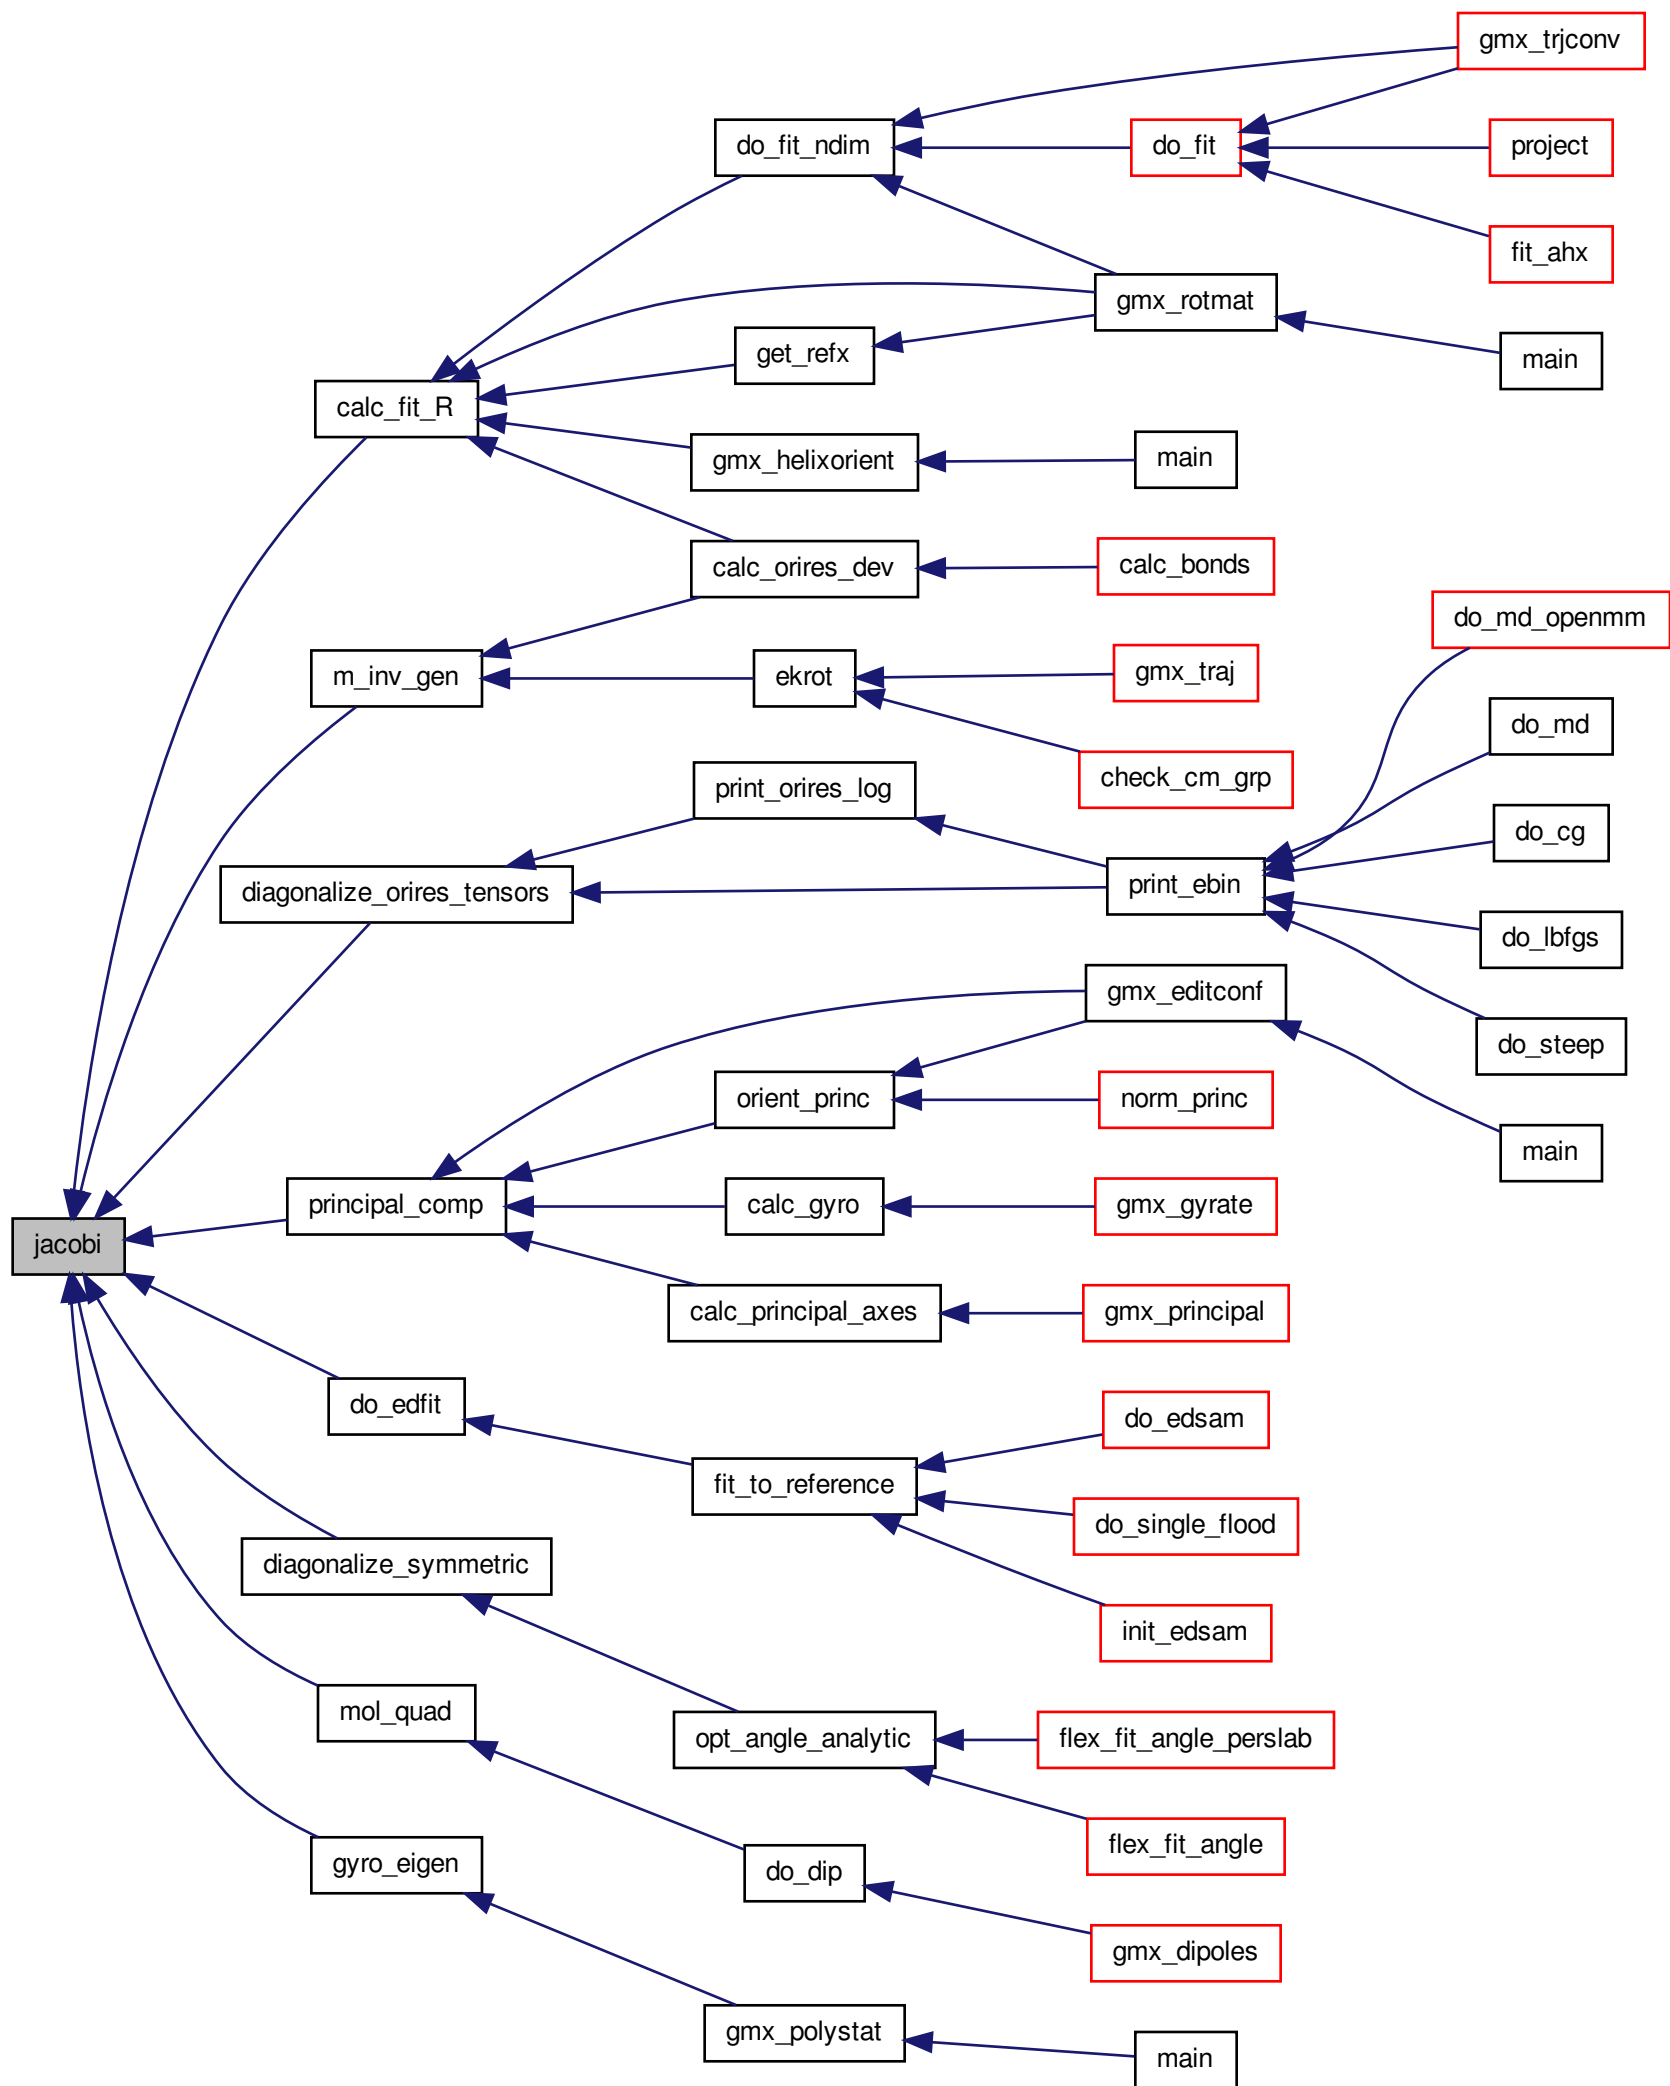 gmx_trjconv
do_fit_ndim
do_fit
project
fit_ahx
gmx_rotmat
get_refx
main
calc_fit_R
gmx_helixorient
main
calc_orires_dev
calc_bonds
do_md_openmm
m_inv_gen
ekrot
gmx_traj
do_md
check_cm_grp
print_orires_log
do_cg
diagonalize_orires_tensors
print_ebin
do_lbfgs
gmx_editconf
do_steep
orient_princ
norm_princ
main
principal_comp
calc_gyro
gmx_gyrate
jacobi
calc_principal_axes
gmx_principal
do_edfit
do_edsam
fit_to_reference
do_single_flood
diagonalize_symmetric
init_edsam
mol_quad
opt_angle_analytic
flex_fit_angle_perslab
flex_fit_angle
gyro_eigen
do_dip
gmx_dipoles
gmx_polystat
main